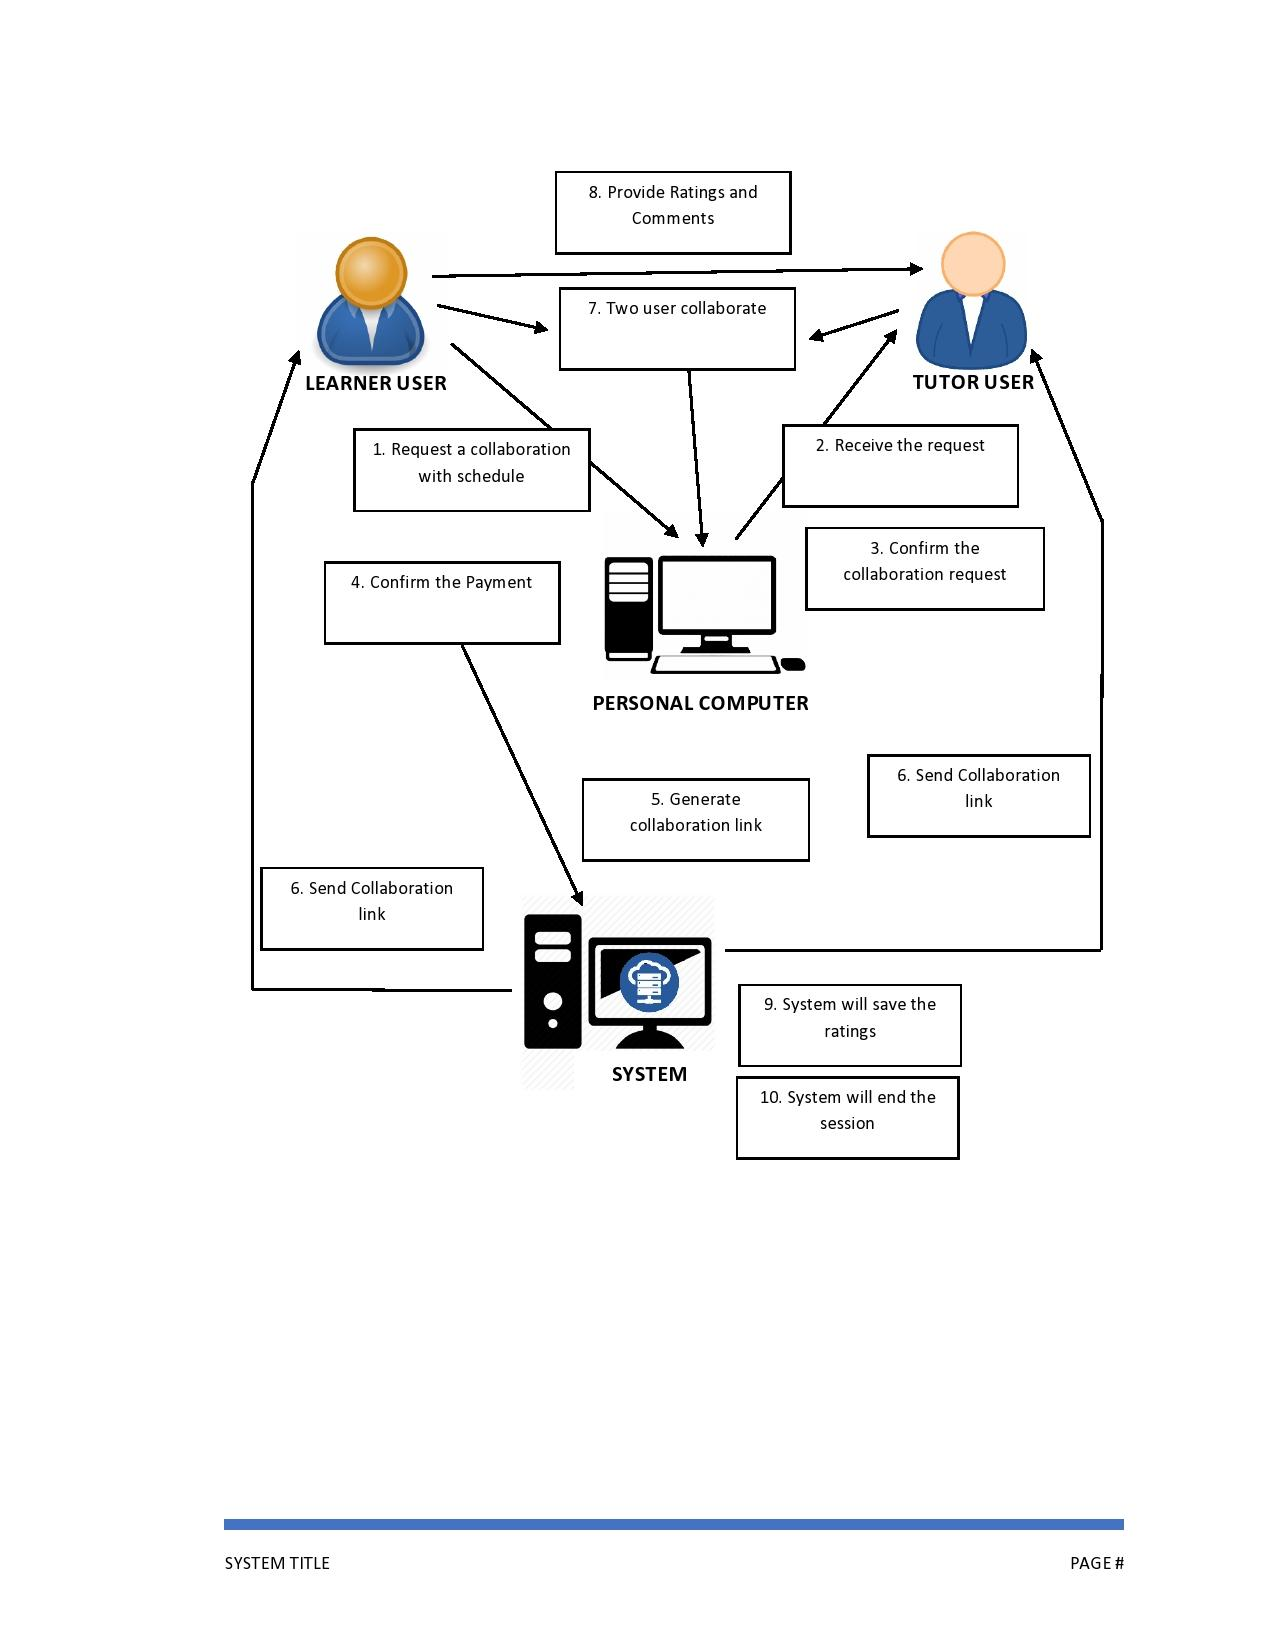 8. Provide Ratings and
Comments
7. Two user collaborate
LEARNER USER
TUTOR USER
1. Request a collaboration
with schedule
2. Receive the request
3. Confirm the
collaboration request
4. Confirm the Payment
PERSONAL COMPUTER
6. Send Collaboration
link
5. Generate
collaboration link
6. Send Collaboration
link
9. System will save the
ratings
SYSTEM
10. System will end the
session
SYSTEM TITLE
PAGE #